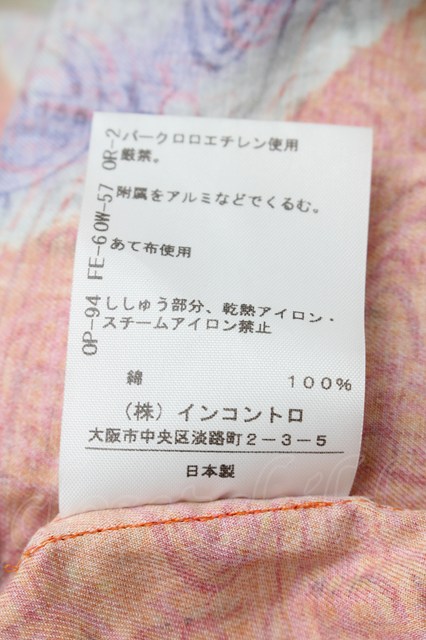 パークロロエチレン使用
厳禁。
附属をアルミなどでくるむ。
あて布使用
ししゅう部分、乾熱アイロン・
スチームアイロン禁止
綿 100%
(株)インコントロ
大阪市中央区淡路町2-3-5
日本製
OP-94 FE-60W-57 OR-2